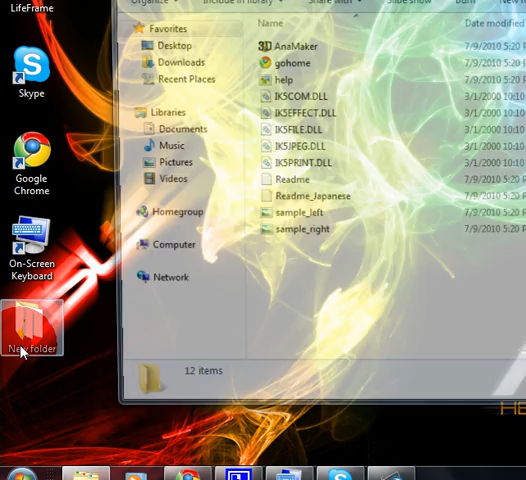 LifeFrame
Organize
Include in library
Share with
Slide show
Burn
New
Favorites
Name
Date modified
Desktop
3D AnaMaker
7/9/2010 5:20 P
Skype
Downloads
gohome
7/9/2010 5:20 P
Recent Places
help
7/9/2010 5:20 P
IK5COM.DLL
3/1/2000 10:10
Libraries
IK5EFFECT.DLL
3/1/2000 10:10
Documents
IK5FILE.DLL
3/1/2000 10:10
Music
IK5JPEG.DLL
3/1/2000 10:10
Pictures
IK5PRINT.DLL
3/1/2000 10:10
Google
Chrome
Videos
Readme
7/9/2010 5:20 P
Readme_Japanese
7/9/2010 5:20 P
Homegroup
sample_left
7/9/2010 5:20 P
sample_right
7/9/2010 5:20 P
Computer
On-Screen
Keyboard
Network
New folder
12 items
HE